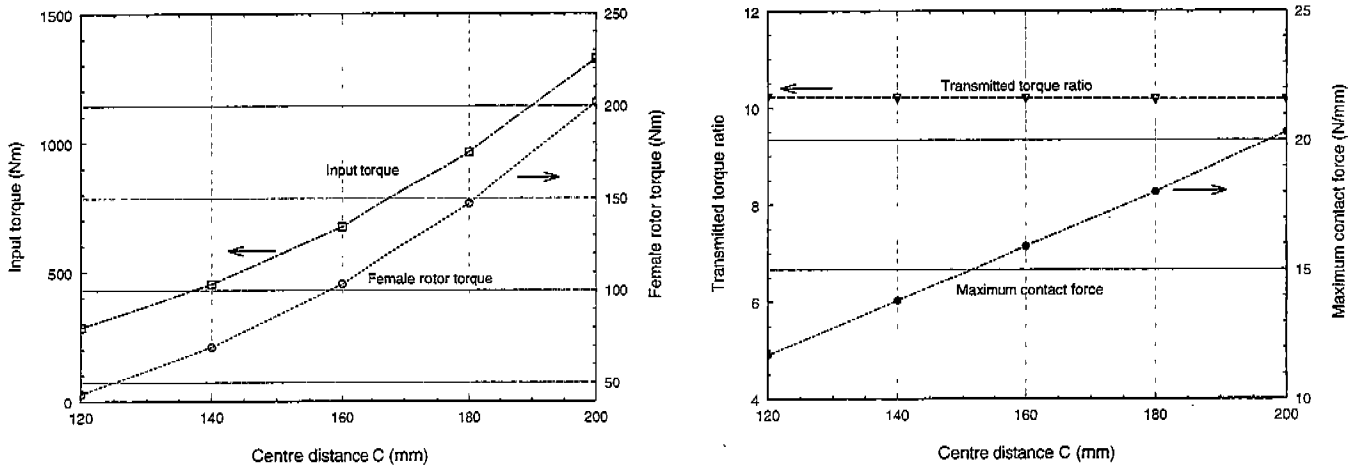 1500
1000
500
0
Input torque (Nm)
250
200
150
100
50
Female rotor torque (Nm)
Input torque
Female rotor torque
120
140
160
180
200
Centre distance C (mm)
12
10
8
6
4
Transmitted torque ratio
25
20
15
10
Maximum contact force (N/mm)
Transmitted torque ratio
Maximum contact force
120
140
160
180
200
Centre distance C (mm)